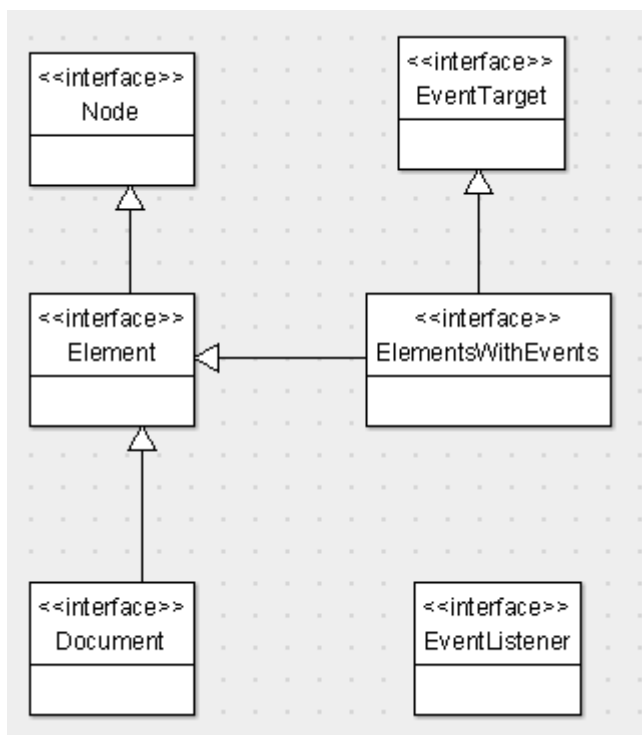 <<interface>>
Node
<<interface>>
EventTarget
<<interface>>
Element
<<interface>>
ElementsWithEvents
<<interface>>
Document
<<interface>>
EventListener